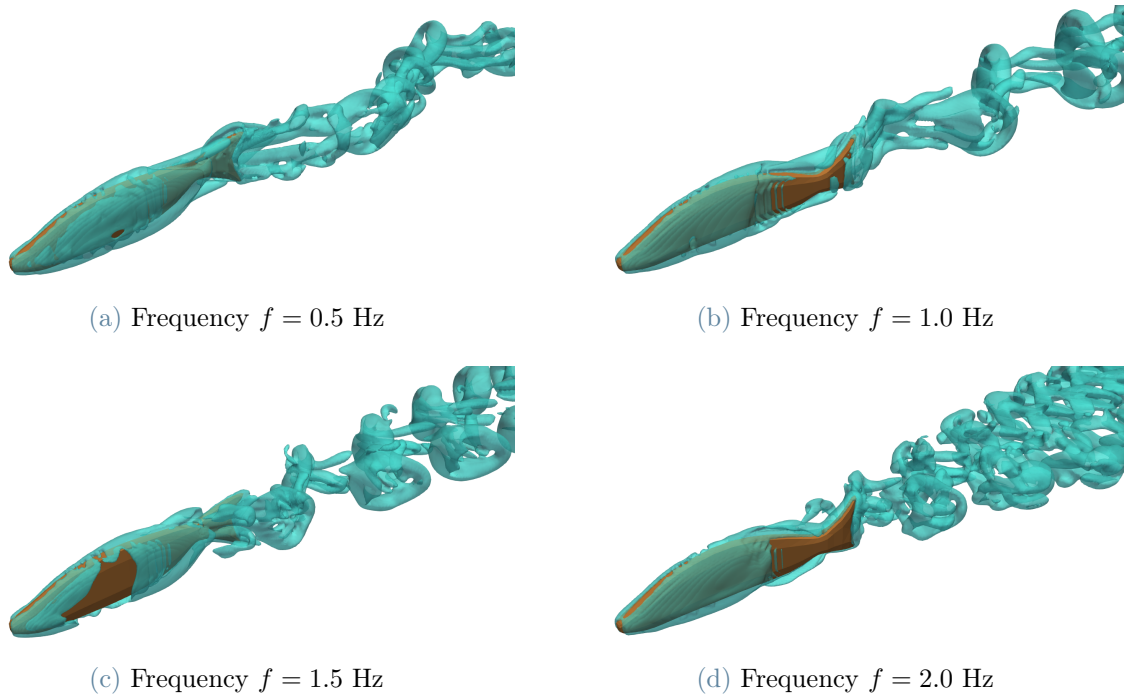 (a) Frequency f = 0.5 Hz
(b) Frequency f = 1.0 Hz
(c) Frequency f = 1.5 Hz
(d) Frequency f = 2.0 Hz